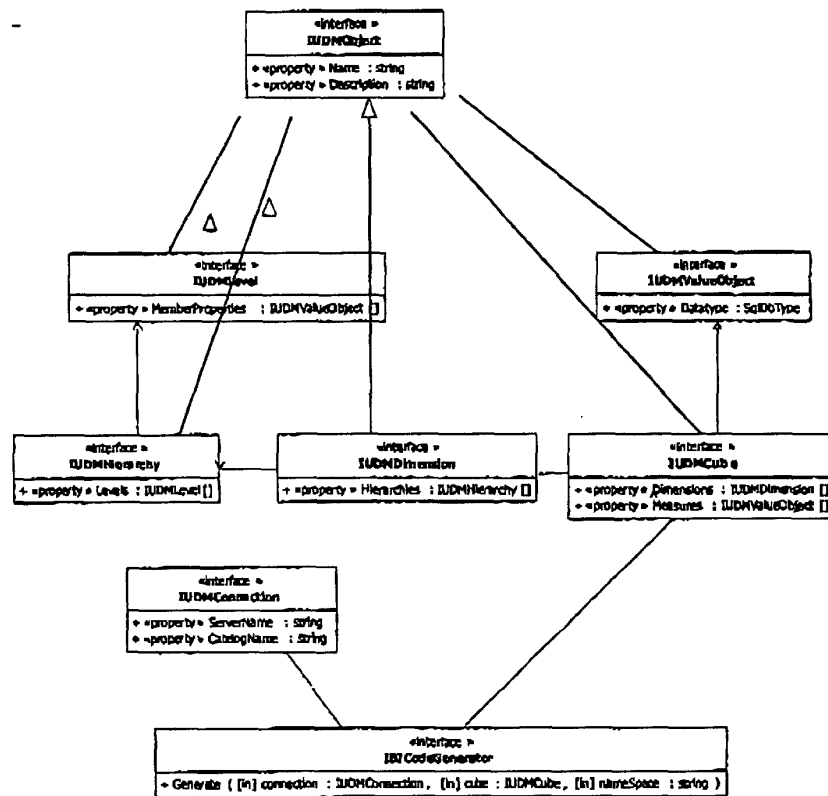 «interface »
IUDMObject
+ «property » Name : string
+ «property » Description : string
«interface »
IUDMLevel
+ «property » MemberProperties : IUDMValueObject []
«interface »
IUDMValueObject
+ «property » Datatype : SqlDbType
«interface »
IUDMHierarchy
+ «property » Levels : IUDMLevel []
«interface »
IUDMDimension
+ «property » Hierarchies : IUDMHierarchy []
«interface »
IUDMCube
+ «property » Dimensions : IUDMDimension []
+ «property » Measures : IUDMValueObject []
«interface »
IUDMConnection
+ «property » ServerName : string
+ «property » CatalogName : string
«interface »
IBICodeGenerator
+ Generate ( [in] connection : IUDMConnection, [in] cube : IUDMCube, [in] nameSpace : string )